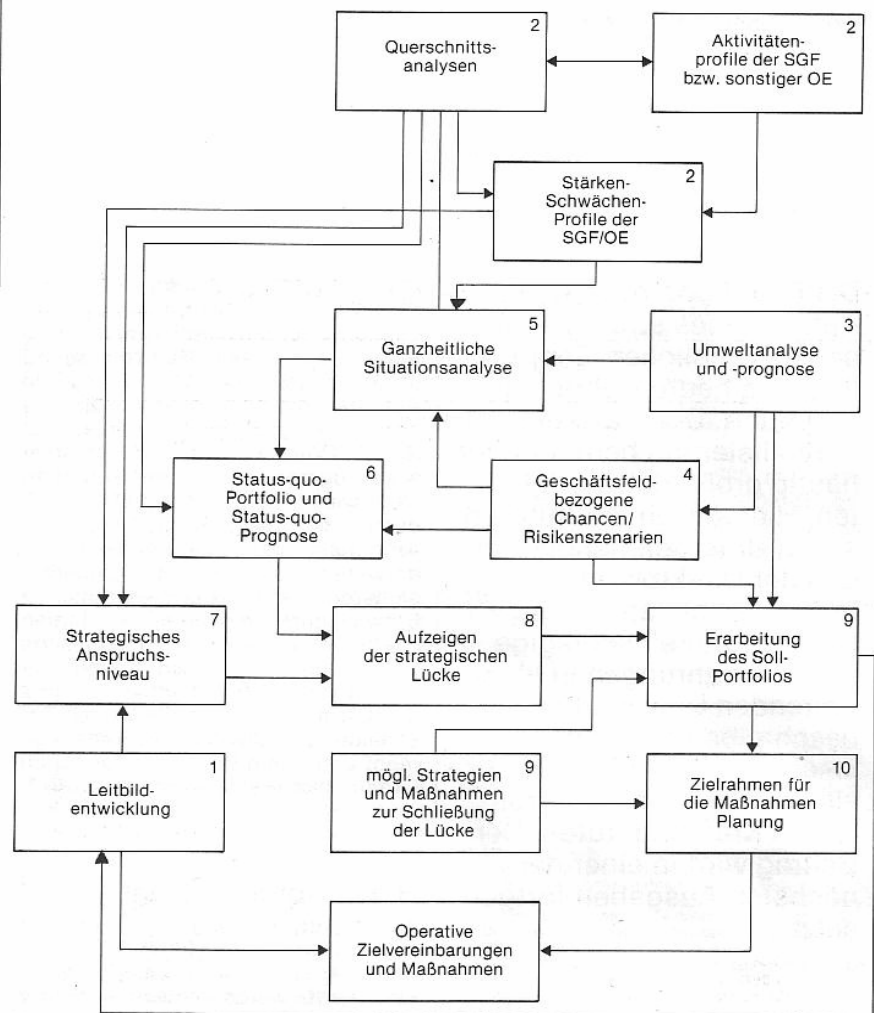 2
Querschnitts-
analysen
2
Aktivitäten-
profile der SGF
bzw. sonstiger OE
2
Stärken-
Schwächen-
Profile der
SGF/OE
5
Ganzheitliche
Situationsanalyse
3
Umweltanalyse
und -prognose
6
Status-quo-
Portfolio und
Status-quo-
Prognose
4
Geschäftsfeld-
bezogene
Chancen/
Risikenszenarien
7
Strategisches
Anspruchs-
niveau
8
Aufzeigen
der strategischen
Lücke
9
Erarbeitung
des Soll-
Portfolios
1
Leitbild-
entwicklung
9
mögl. Strategien
und Maßnahmen
zur Schließung
der Lücke
10
Zielrahmen für
die Maßnahmen
Planung
Operative
Zielvereinbarungen
und Maßnahmen